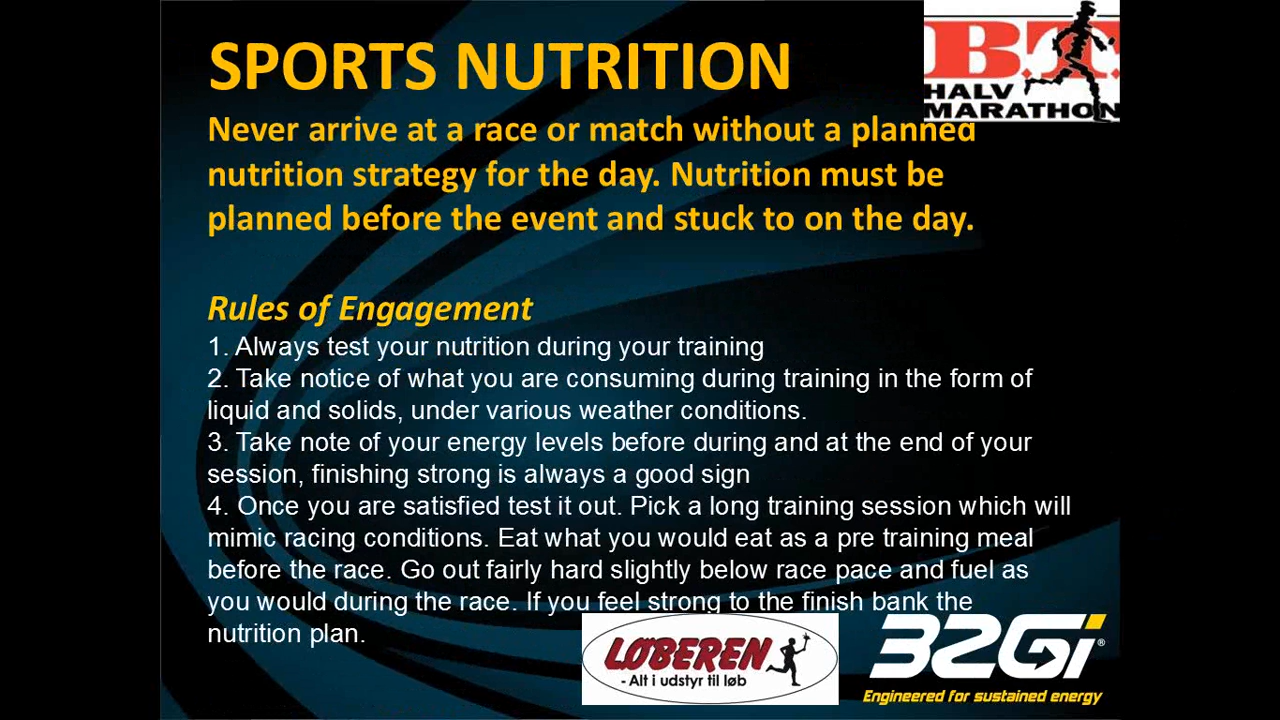 SPORTS NUTRITION
B.T.
HALV
MARATHON
Never arrive at a race or match without a planned
nutrition strategy for the day. Nutrition must be
planned before the event and stuck to on the day.
Rules of Engagement
1. Always test your nutrition during your training
2. Take notice of what you are consuming during training in the form of
liquid and solids, under various weather conditions.
3. Take note of your energy levels before during and at the end of your
session, finishing strong is always a good sign
4. Once you are satisfied test it out. Pick a long training session which will
mimic racing conditions. Eat what you would eat as a pre training meal
before the race. Go out fairly hard slightly below race pace and fuel as
you would during the race. If you feel strong to the finish bank the
nutrition plan.
LØBEREN
- Alt i udstyr til løb
32Gi®
Engineered for sustained energy